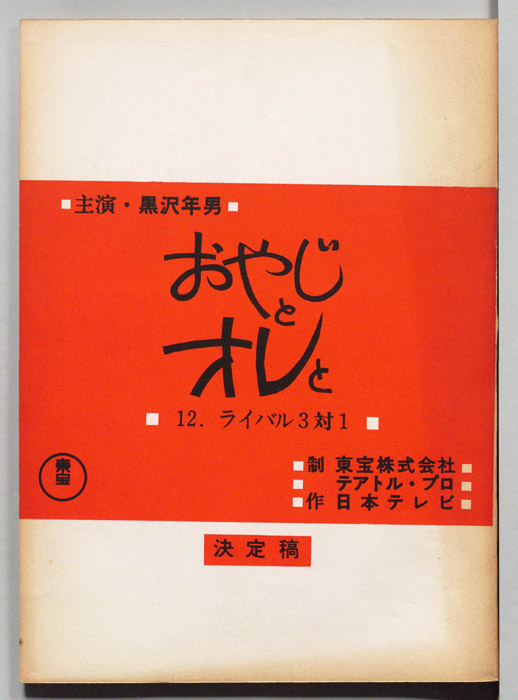 主演・黒沢年男
おやじ
と
オレと
12. ライバル3対1
東宝
制 東宝株式会社
テアトル・プロ
作 日本テレビ
決定稿